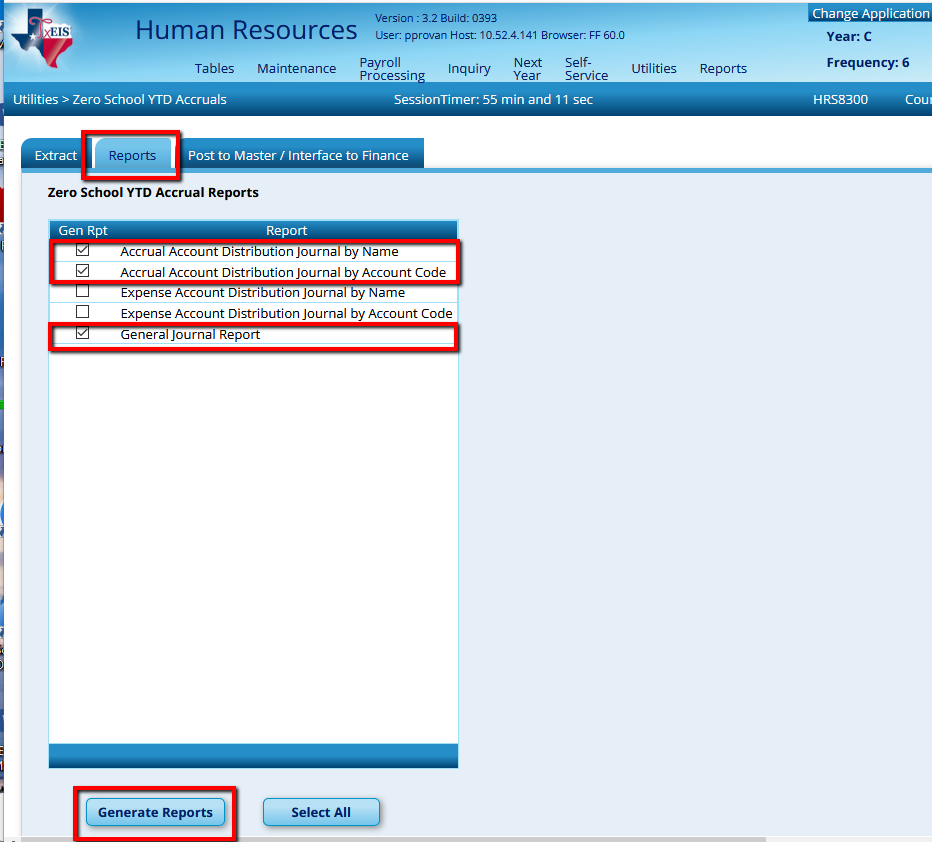 TxEIS
Human Resources
Version : 3.2 Build: 0393
User: pprovan Host: 10.52.4.141 Browser: FF 60.0
Change Application
Year: C
Frequency: 6
Tables Maintenance Payroll Processing Inquiry Next Year Self-Service Utilities Reports
Utilities > Zero School YTD Accruals SessionTimer: 55 min and 11 sec HRS8300
Extract Reports Post to Master / Interface to Finance
Zero School YTD Accrual Reports
Gen Rpt Report
Accrual Account Distribution Journal by Name
Accrual Account Distribution Journal by Account Code
Expense Account Distribution Journal by Name
Expense Account Distribution Journal by Account Code
General Journal Report
Generate Reports Select All